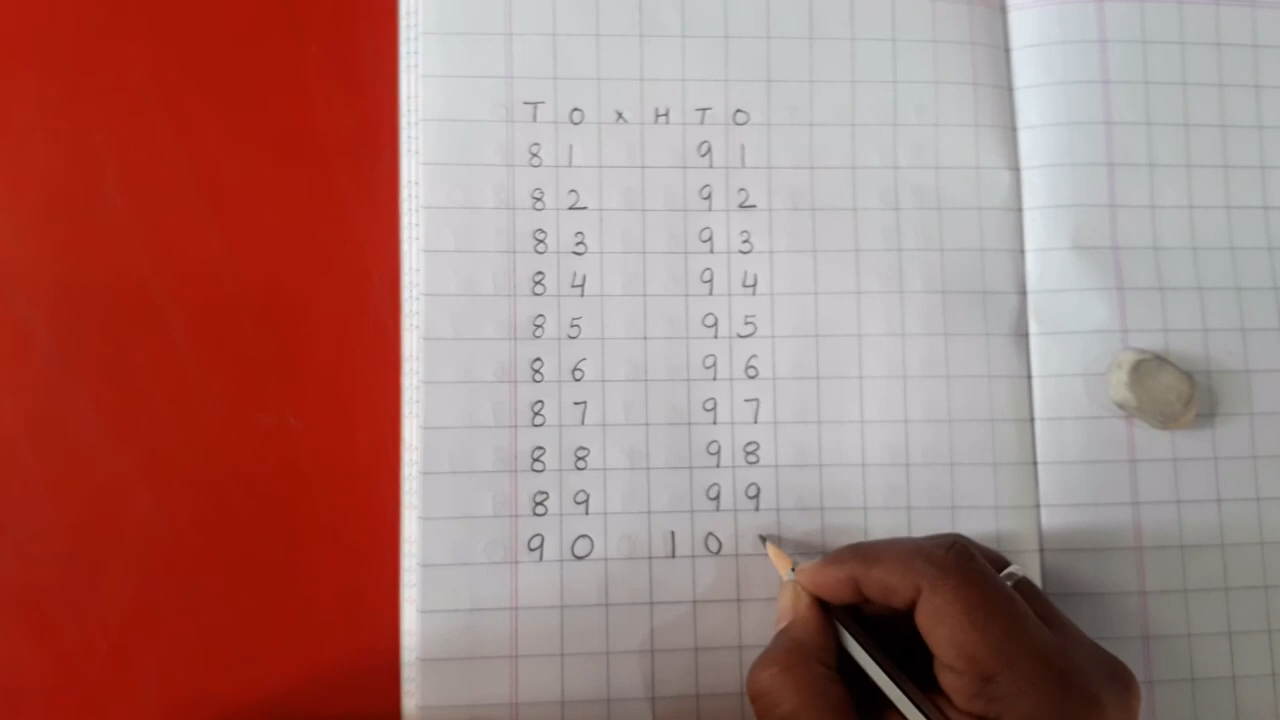 T O x H T O
8 1 9 1
8 2 9 2
8 3 9 3
8 4 9 4
8 5 9 5
8 6 9 6
8 7 9 7
8 8 9 8
8 9 9 9
9 0 1 0